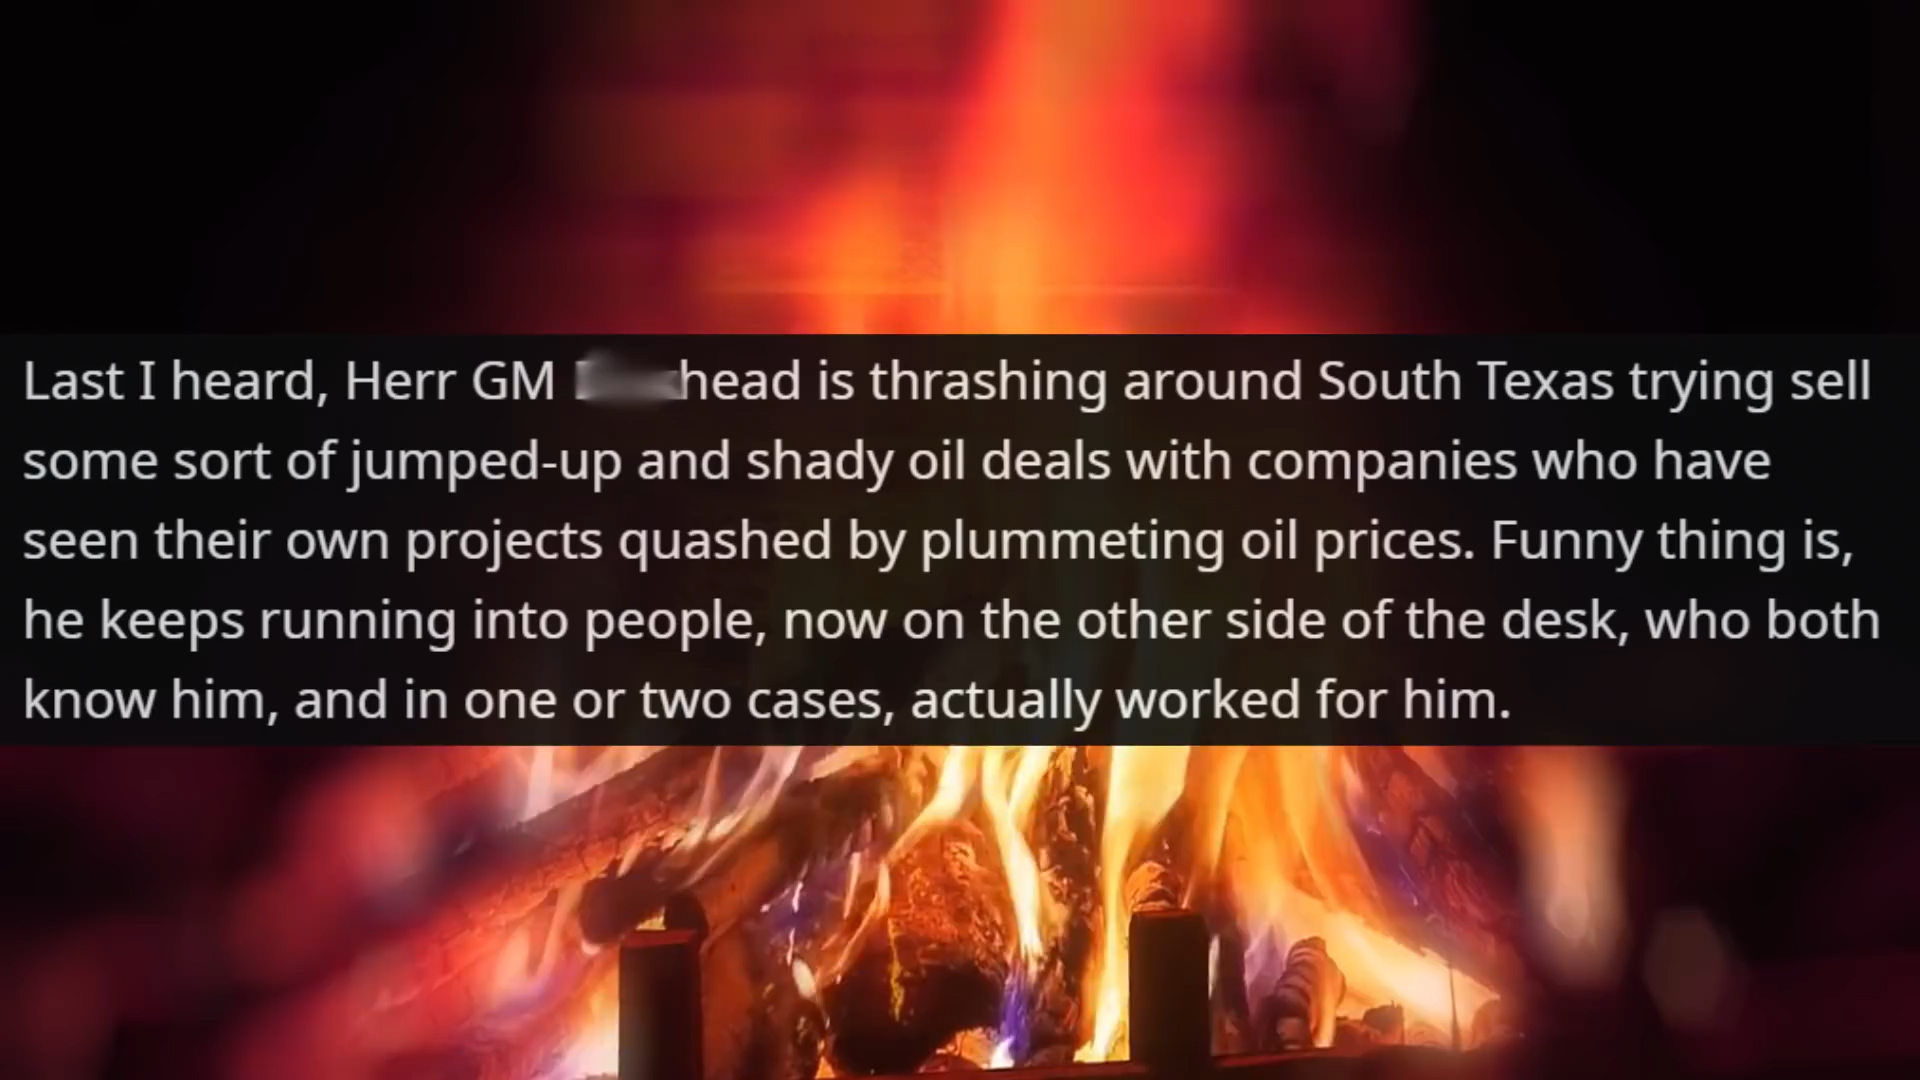 Last I heard, Herr GM head is thrashing around South Texas trying sell
some sort of jumped-up and shady oil deals with companies who have
seen their own projects quashed by plummeting oil prices. Funny thing is,
he keeps running into people, now on the other side of the desk, who both
know him, and in one or two cases, actually worked for him.